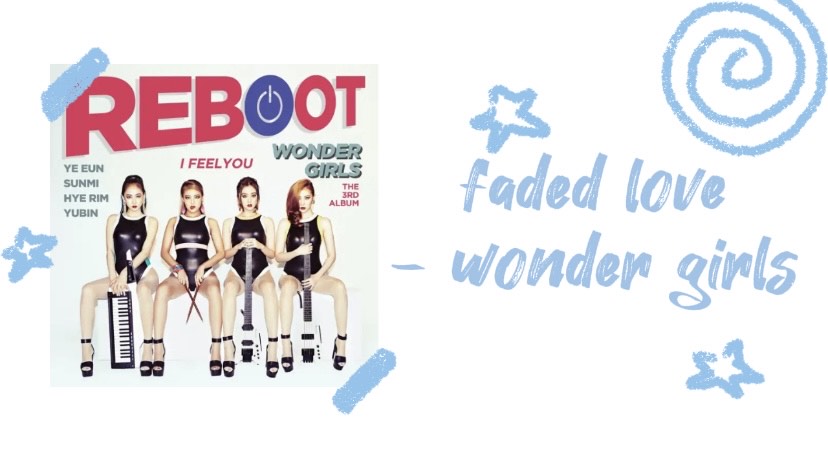 REBOOT
I FEELYOU
WONDER
GIRLS
THE
3RD
ALBUM
YE EUN
SUNMI
HYE RIM
YUBIN
faded love
- wonder girls